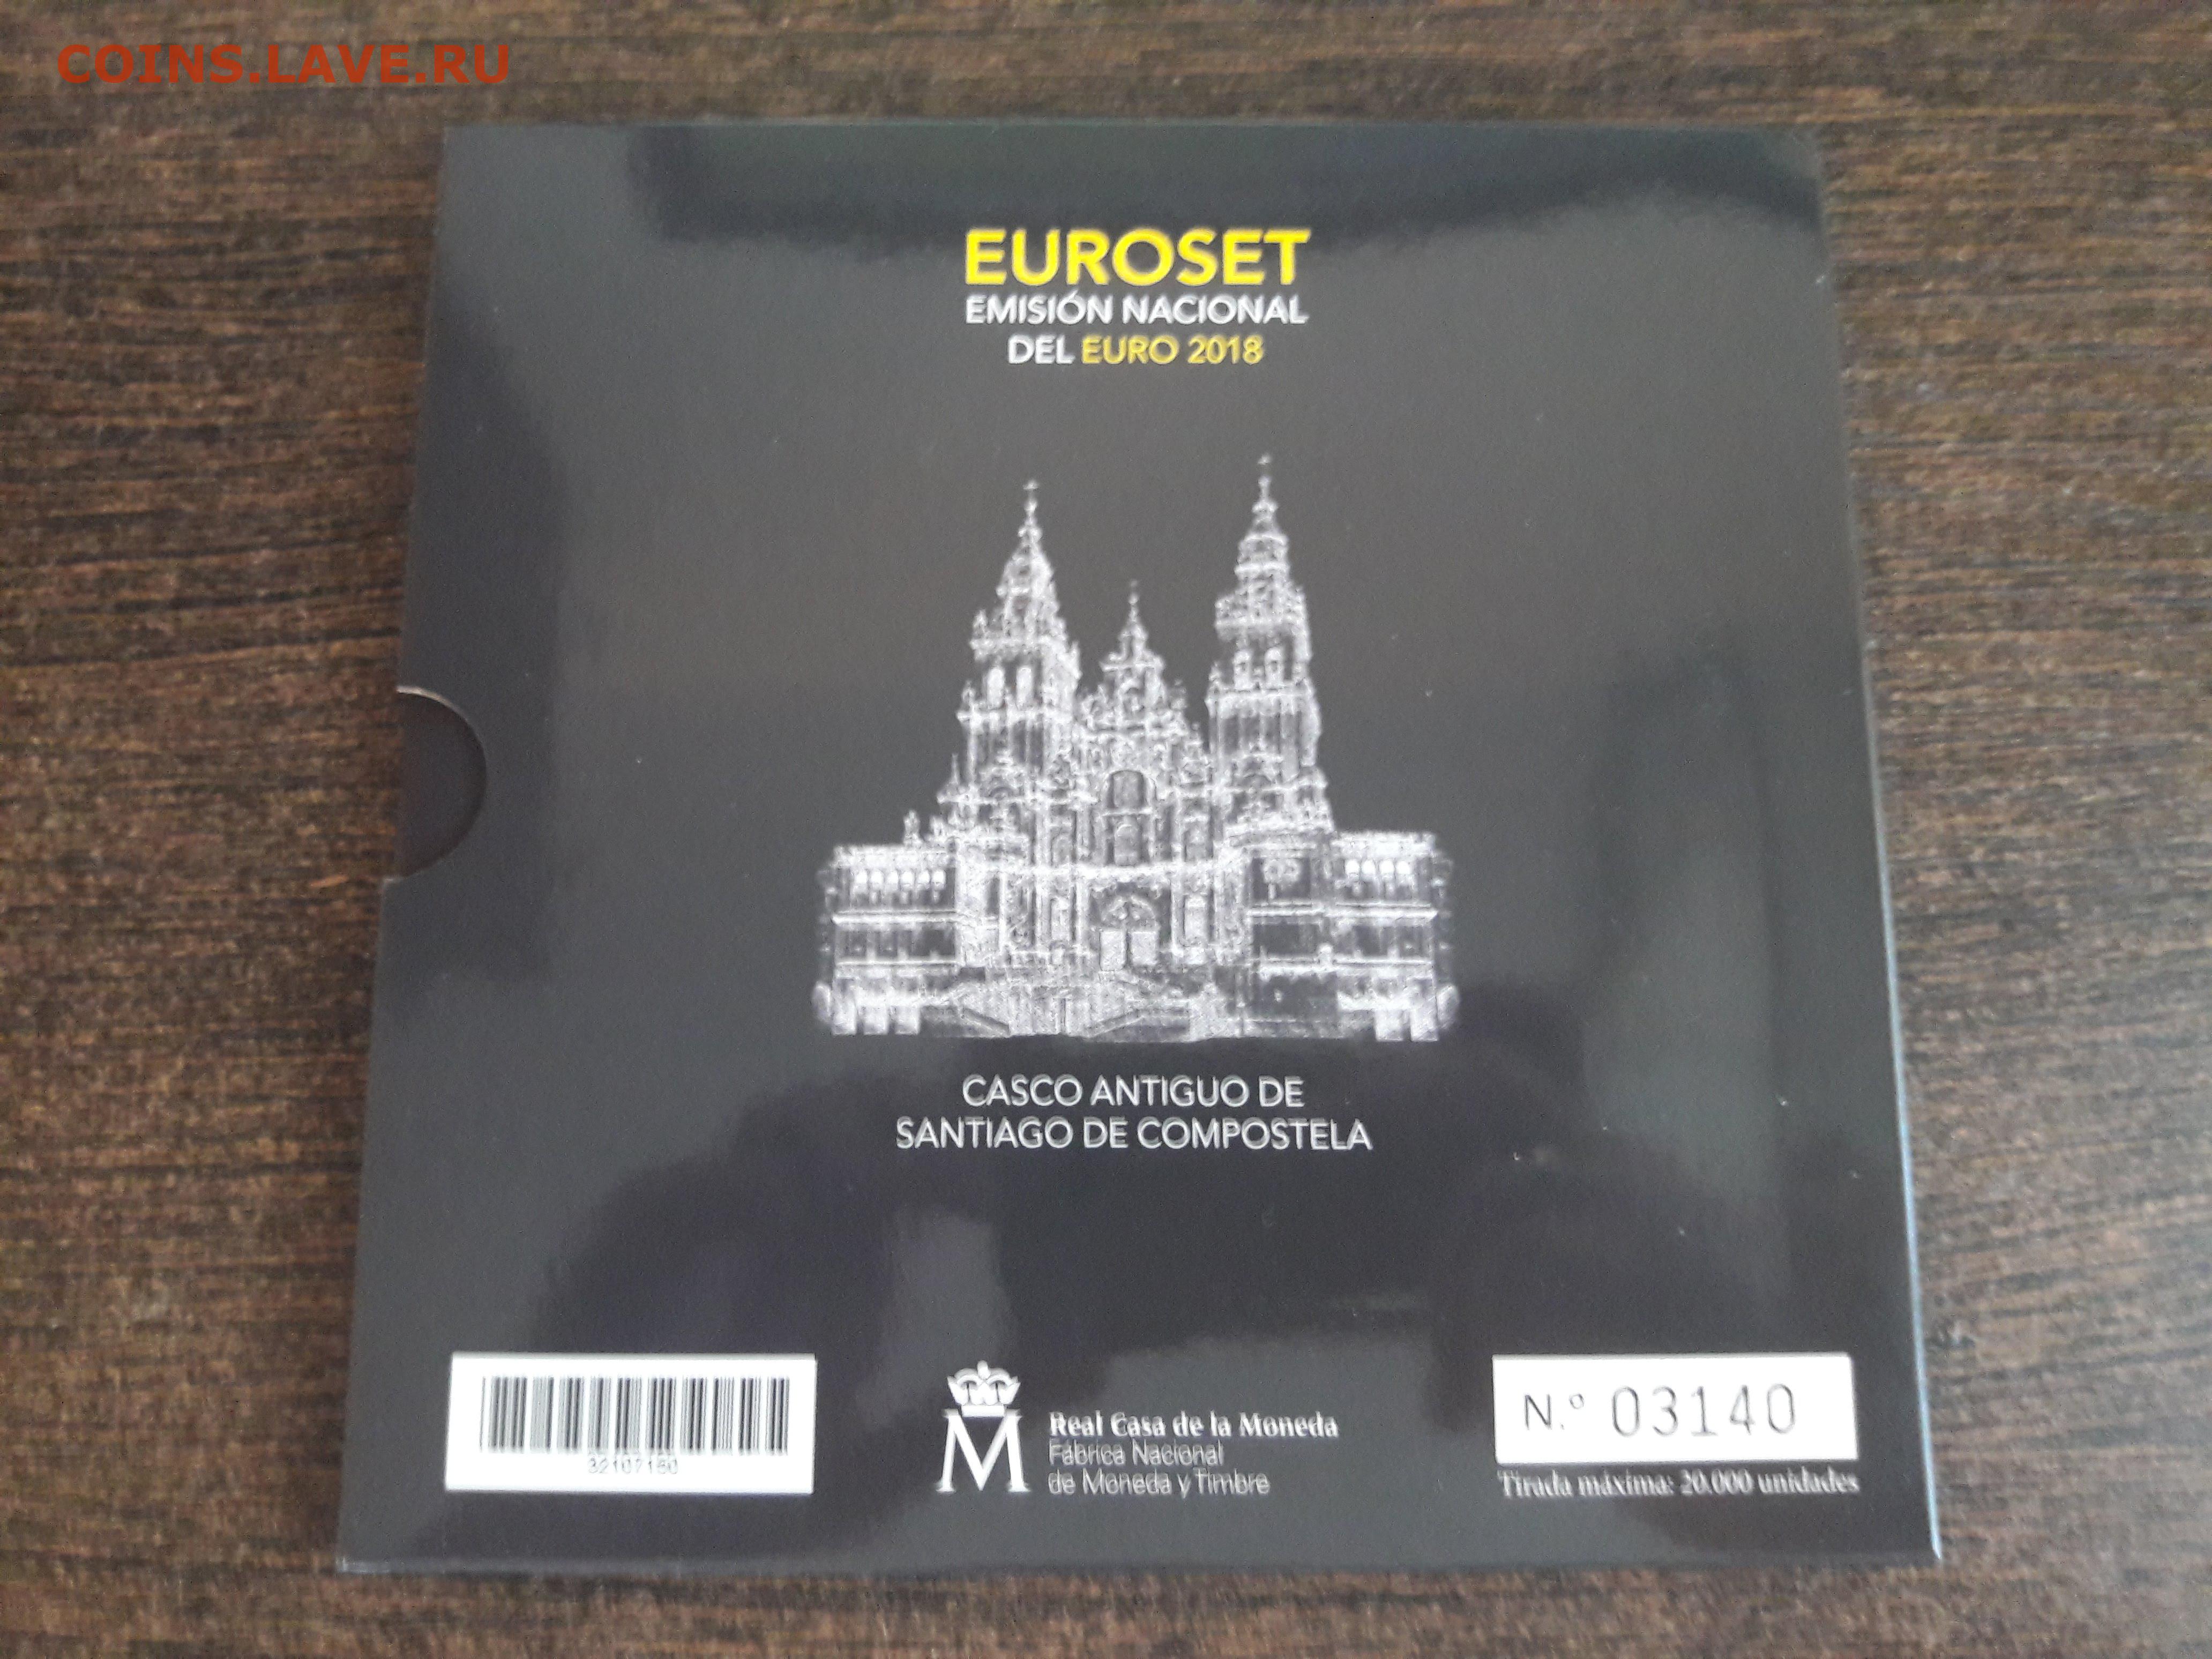 COINS.LAVE.RU
EUROSET
EMISIÓN NACIONAL
DEL EURO 2018
CASCO ANTIGUO DE
SANTIAGO DE COMPOSTELA
32107160
M
Real Casa de la Moneda
Fábrica Nacional
de Moneda y Timbre
N.º 03140
Tirada máxima: 20.000 unidades